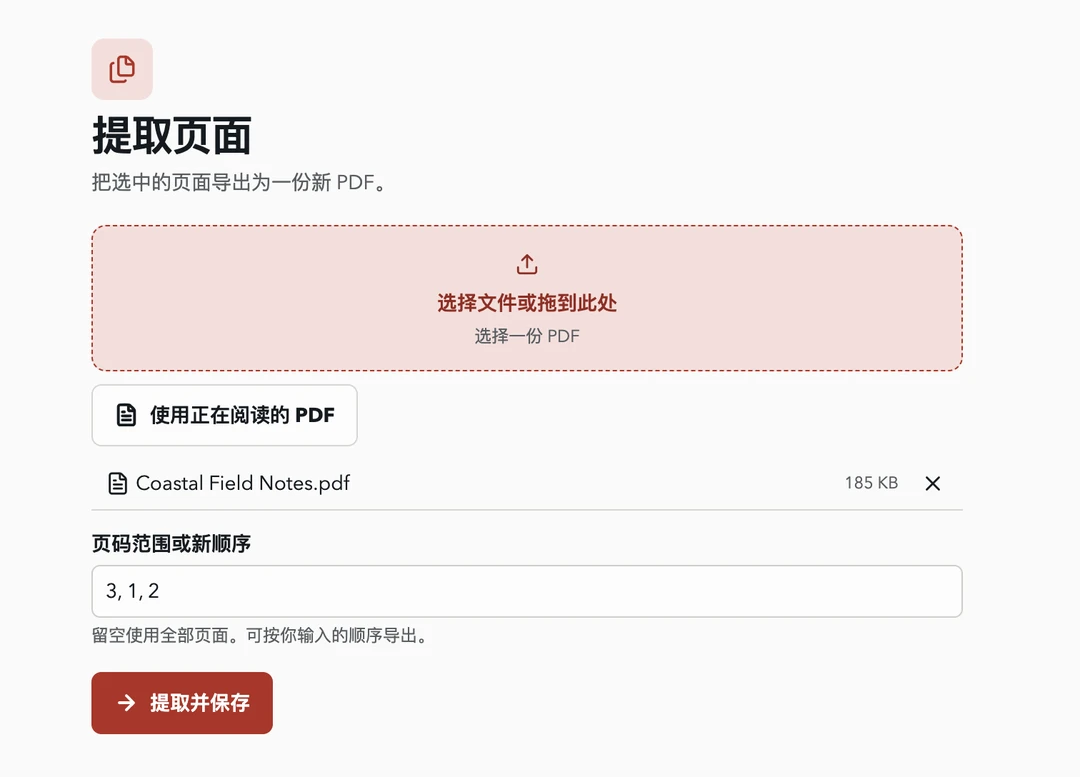 提取页面
把选中的页面导出为一份新 PDF。
选择文件或拖到此处
选择一份 PDF
使用正在阅读的 PDF
Coastal Field Notes.pdf 185 KB
页码范围或新顺序
3, 1, 2
留空使用全部页面。可按你输入的顺序导出。
提取并保存